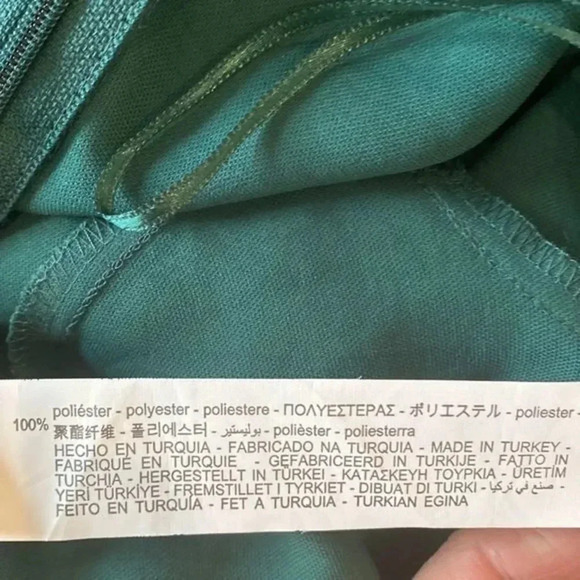 100% poliéster - polyester - poliestere - ΠΟΛΥΕΣΤΕΡΑΣ - ポリエステル - poliester -
聚酯纤维 - 폴리에스터 - بوليستير - polièster - poliesterra
HECHO EN TURQUIA - FABRICADO NA TURQUIA - MADE IN TURKEY -
FABRIQUÉ EN TURQUIE - GEFABRICEERD IN TURKIJE - FATTO IN
TURCHIA - HERGESTELLT IN TÜRKEI - ΚΑΤΑΣΚΕΥΗ ΤΟΥΡΚΙΑ - ÜRETİM
YERİ TÜRKİYE - FREMSTILLET I TYRKIET - DIBUAT DI TURKI - صنع في تركيا -
FEITO EN TURQUÍA - FET A TURQUIA - TURKIAN EGINA